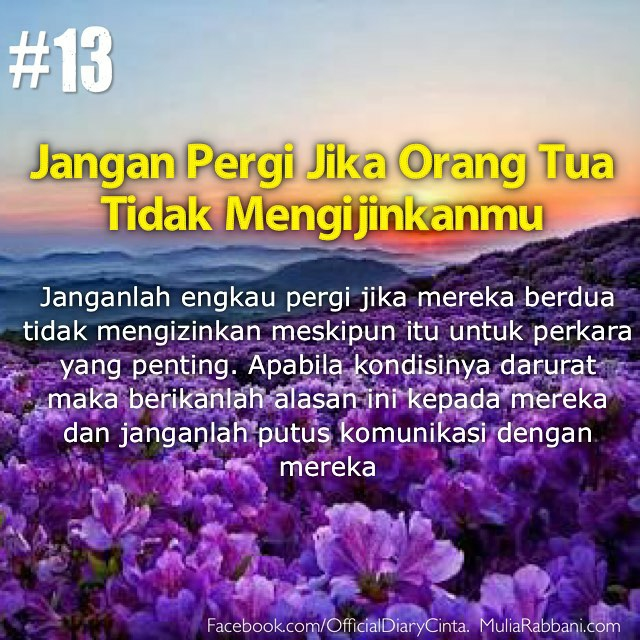 #13
Jangan Pergi Jika Orang Tua
Tidak Mengijinkanmu
Janganlah engkau pergi jika mereka berdua
tidak mengizinkan meskipun itu untuk perkara
yang penting. Apabila kondisinya darurat
maka berikanlah alasan ini kepada mereka
dan janganlah putus komunikasi dengan
mereka
Facebook.com/OfficialDiaryCinta. MuliaRabbani.com